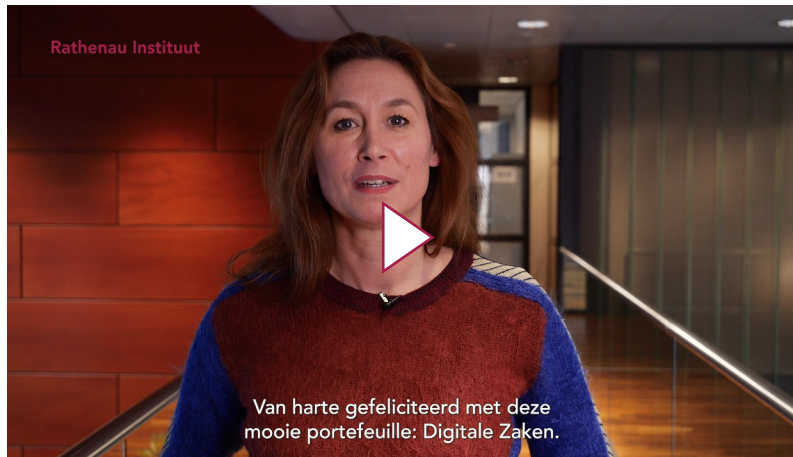 Rathenau Instituut
Van harte gefeliciteerd met deze
mooie portefeuille: Digitale Zaken.